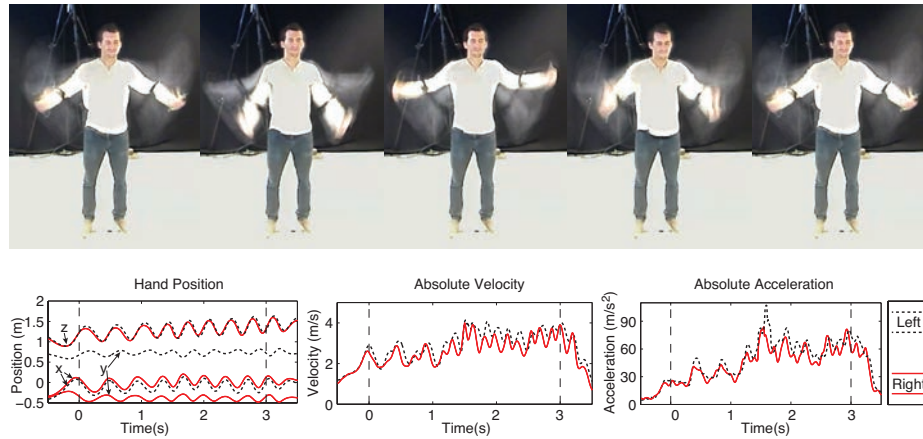 Hand Position
Position (m)
2
1.5
1
0.5
0
−0.5
z
x
y
0
1
2
3
Time(s)
Absolute Velocity
Velocity (m/s)
4
2
0
0
1
2
3
Time(s)
Absolute Acceleration
Acceleration (m/s²)
90
60
30
0
0
1
2
3
Time(s)
Left
Right